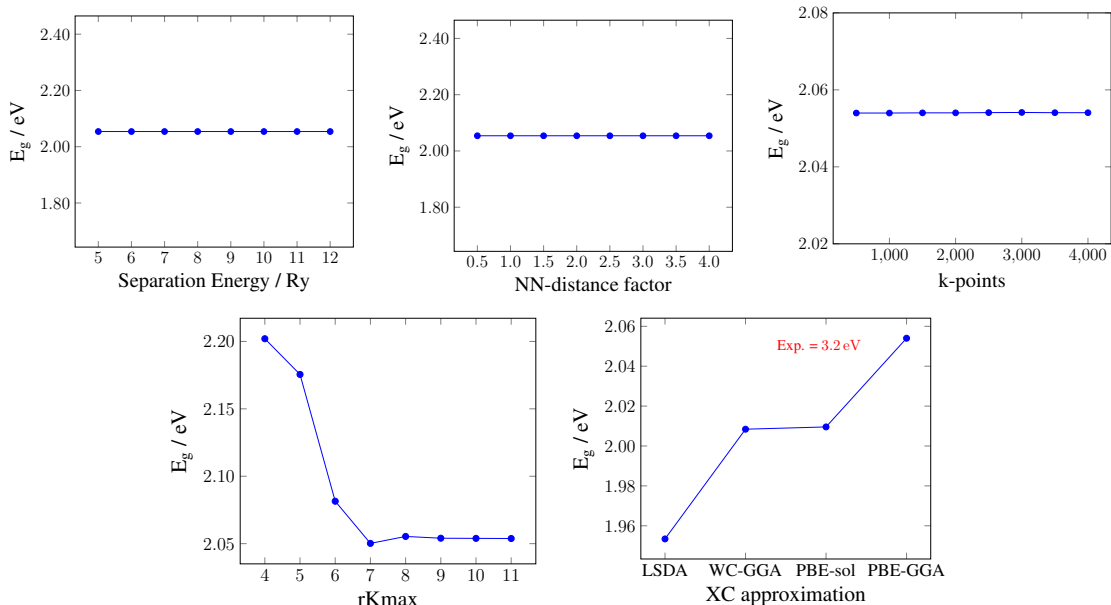 2.40
2.20
2.00
1.80
E_g / eV
5 6 7 8 9 10 11 12
Separation Energy / Ry
2.40
2.20
2.00
1.80
E_g / eV
0.5 1.0 1.5 2.0 2.5 3.0 3.5 4.0
NN-distance factor
2.08
2.06
2.04
2.02
E_g / eV
1,000 2,000 3,000 4,000
k-points
2.20
2.15
2.10
2.05
E_g / eV
4 5 6 7 8 9 10 11
rKmax
2.06
2.04
2.02
2.00
1.98
1.96
E_g / eV
Exp. = 3.2 eV
LSDA WC-GGA PBE-sol PBE-GGA
XC approximation